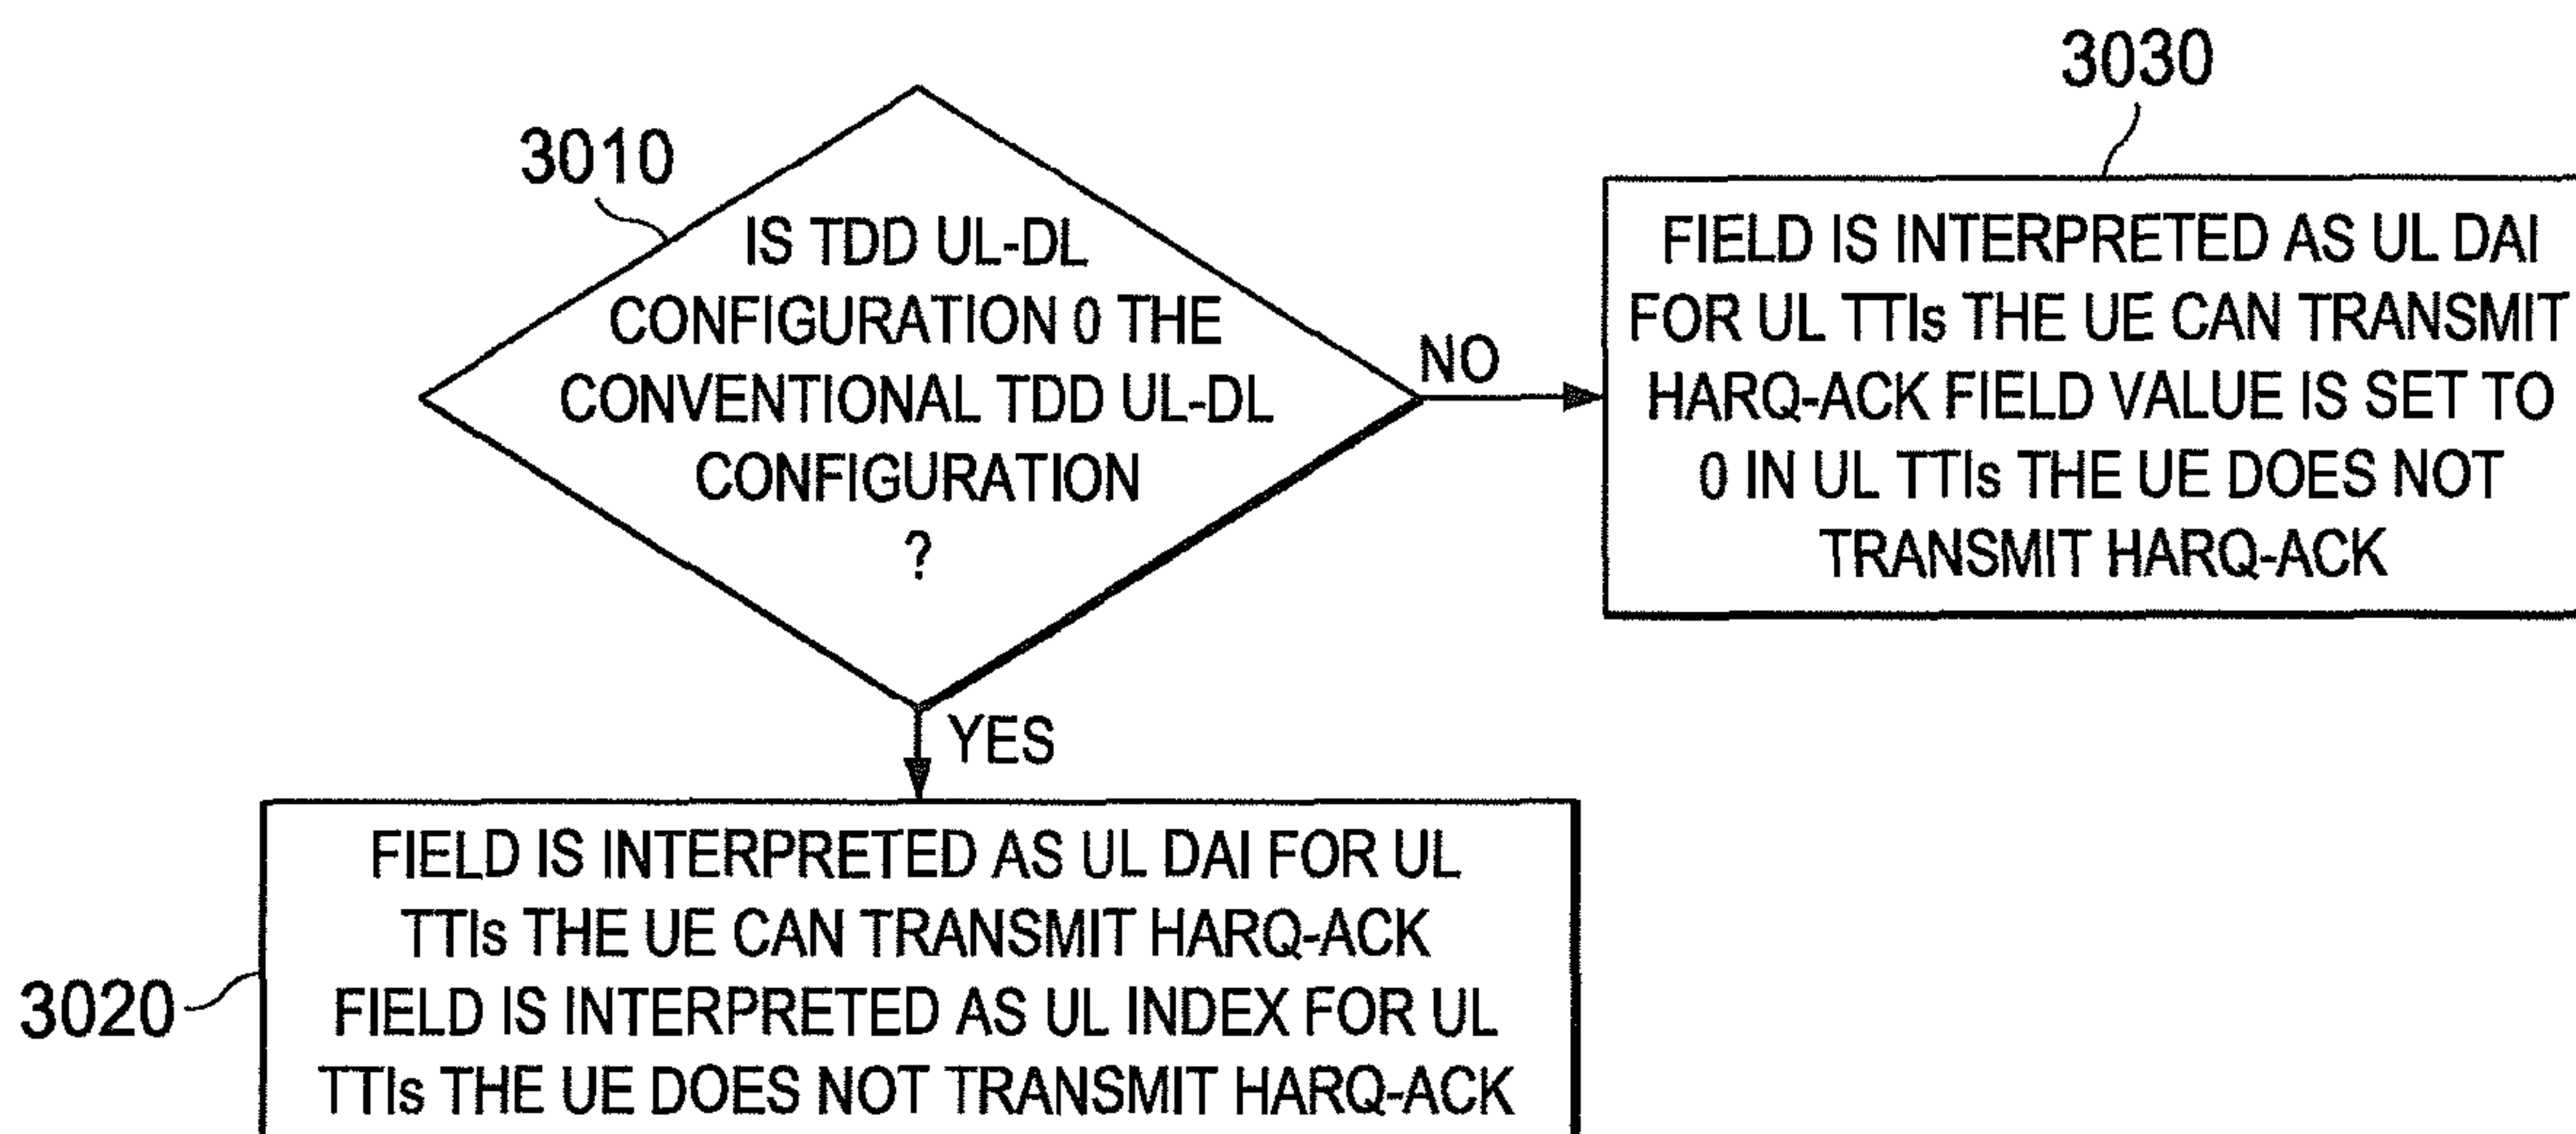 3010
IS TDD UL-DL
CONFIGURATION 0 THE
CONVENTIONAL TDD UL-DL
CONFIGURATION
?
NO
3030
FIELD IS INTERPRETED AS UL DAI
FOR UL TTIs THE UE CAN TRANSMIT
HARQ-ACK FIELD VALUE IS SET TO
0 IN UL TTIs THE UE DOES NOT
TRANSMIT HARQ-ACK
YES
3020
FIELD IS INTERPRETED AS UL DAI FOR UL
TTIs THE UE CAN TRANSMIT HARQ-ACK
FIELD IS INTERPRETED AS UL INDEX FOR UL
TTIs THE UE DOES NOT TRANSMIT HARQ-ACK